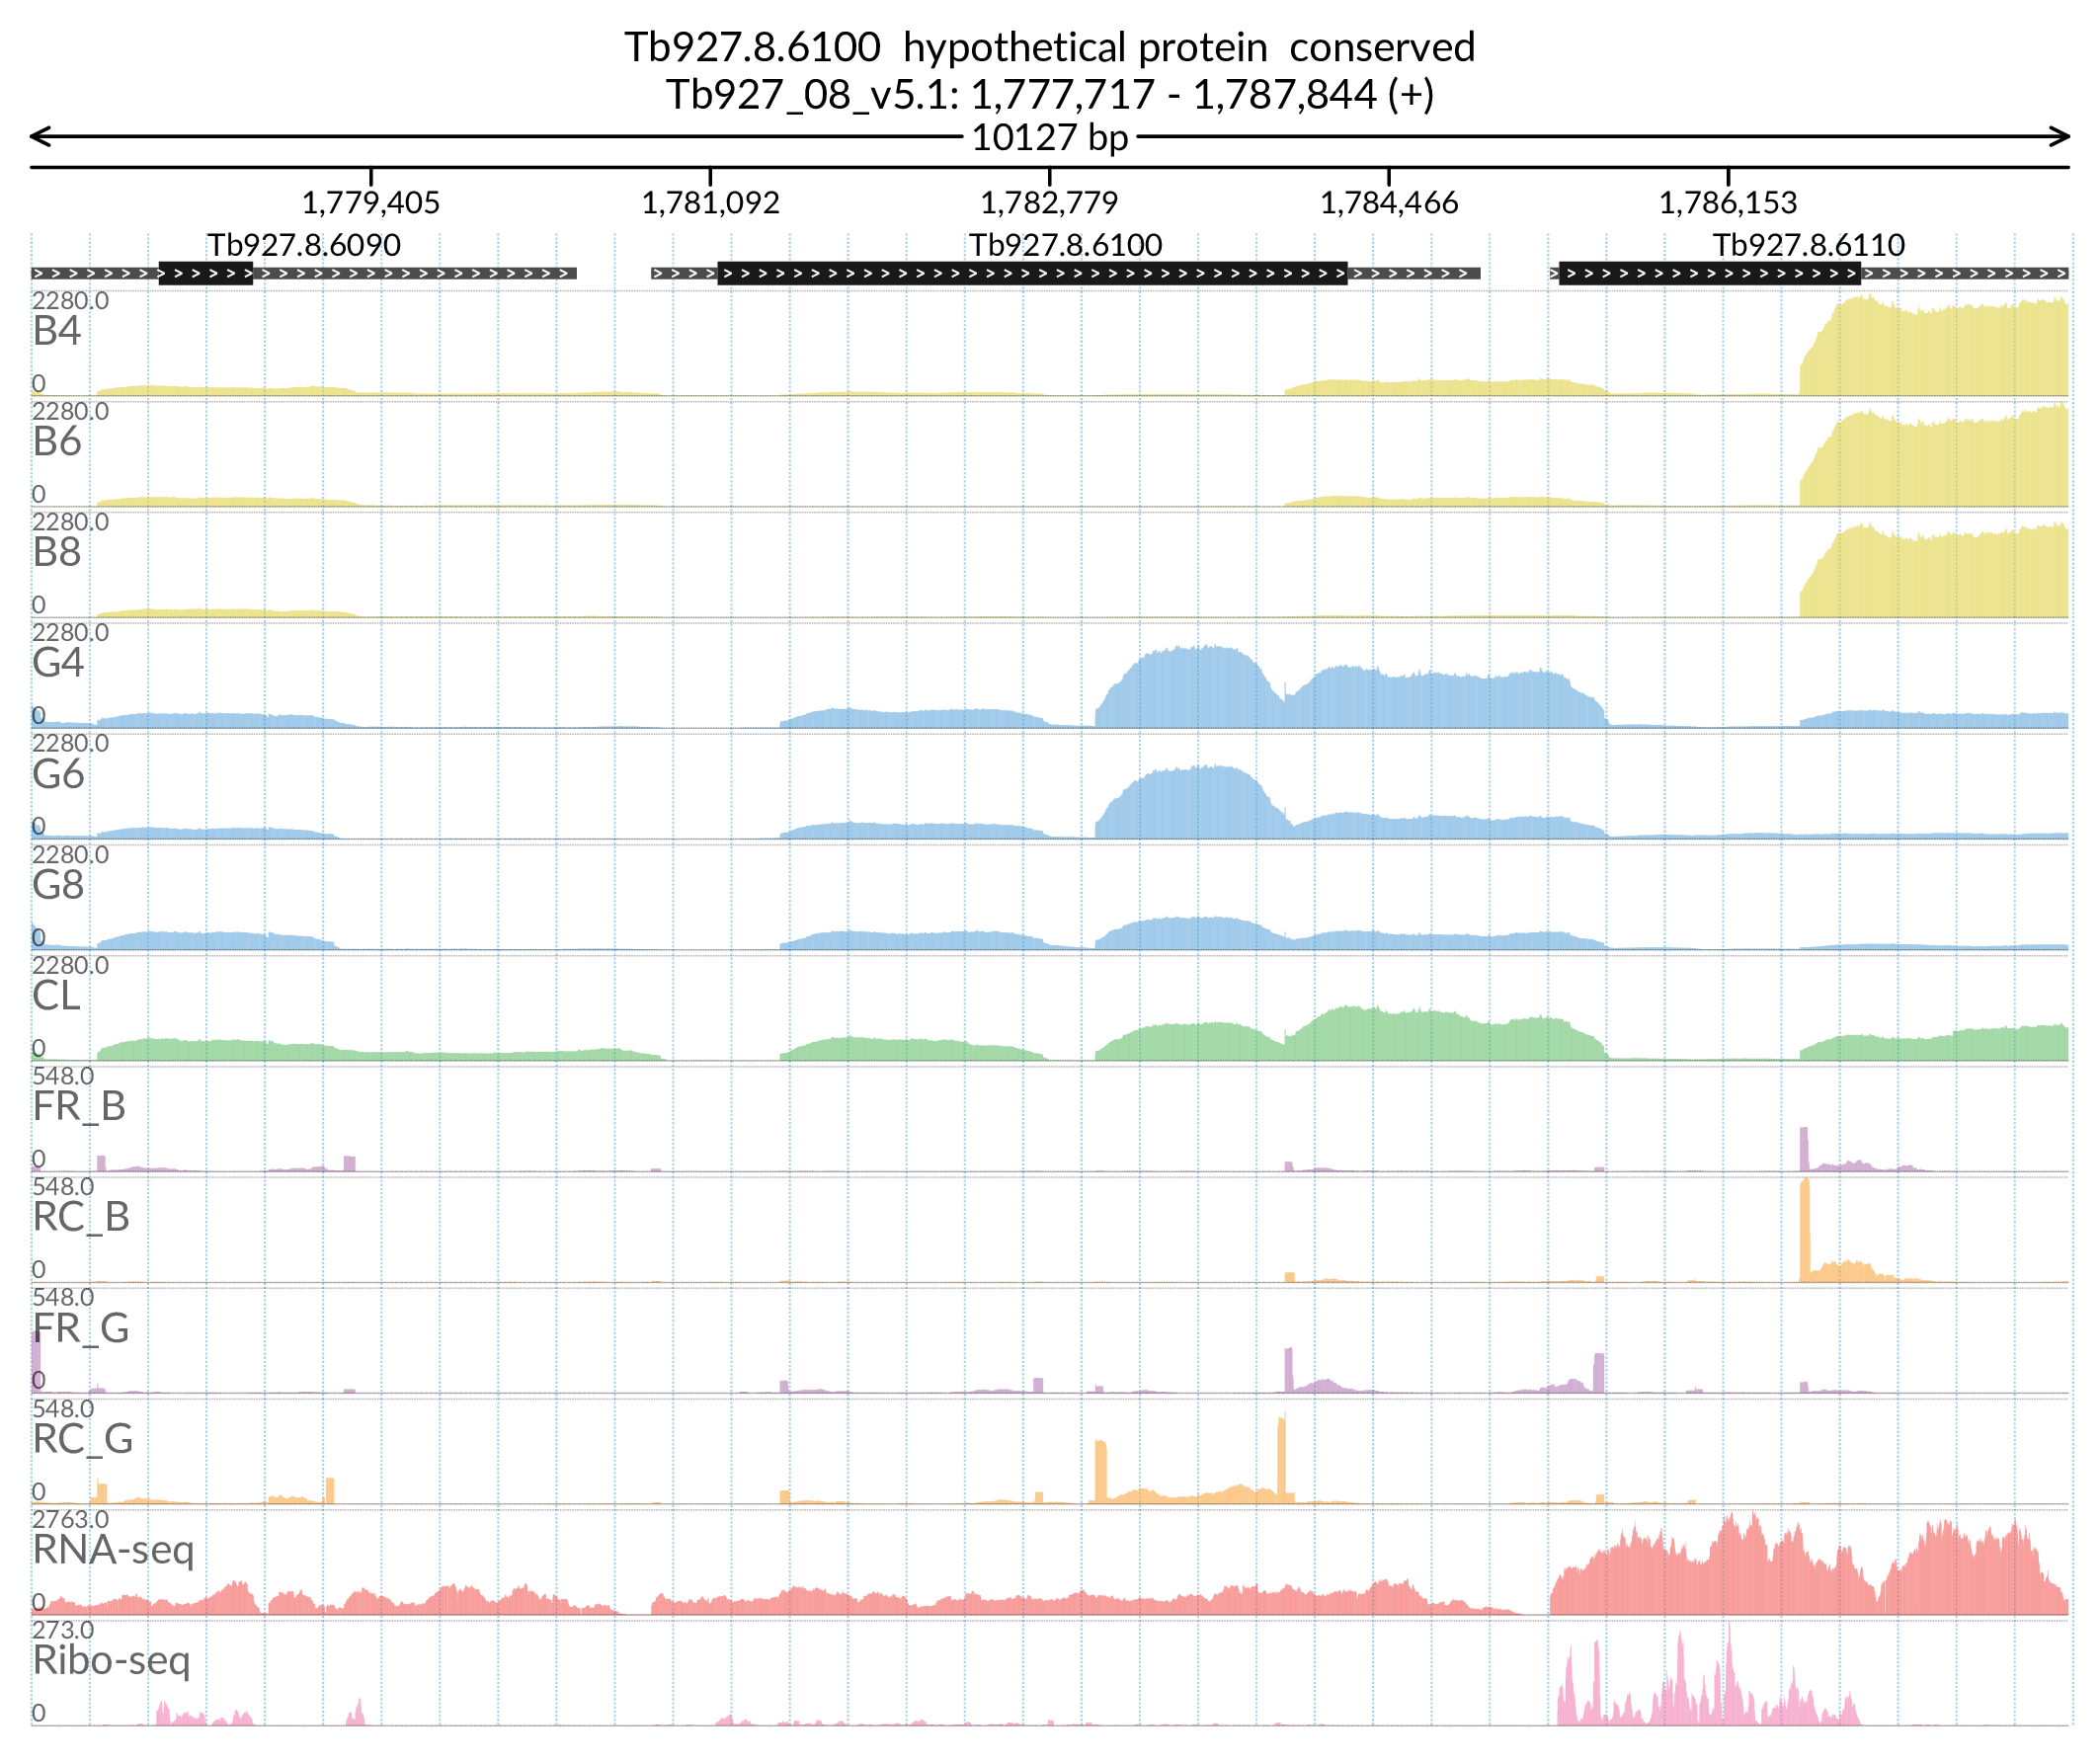 Tb927.8.6100  hypothetical protein  conserved
Tb927_08_v5.1: 1,777,717 - 1,787,844 (+)
10127 bp
1,779,405 1,781,092 1,782,779 1,784,466 1,786,153
Tb927.8.6090 Tb927.8.6100 Tb927.8.6110
2280.0
B4
0
2280.0
B6
0
2280.0
B8
0
2280.0
G4
0
2280.0
G6
0
2280.0
G8
0
2280.0
CL
0
548.0
FR_B
0
548.0
RC_B
0
548.0
FR_G
0
548.0
RC_G
0
2763.0
RNA-seq
0
273.0
Ribo-seq
0